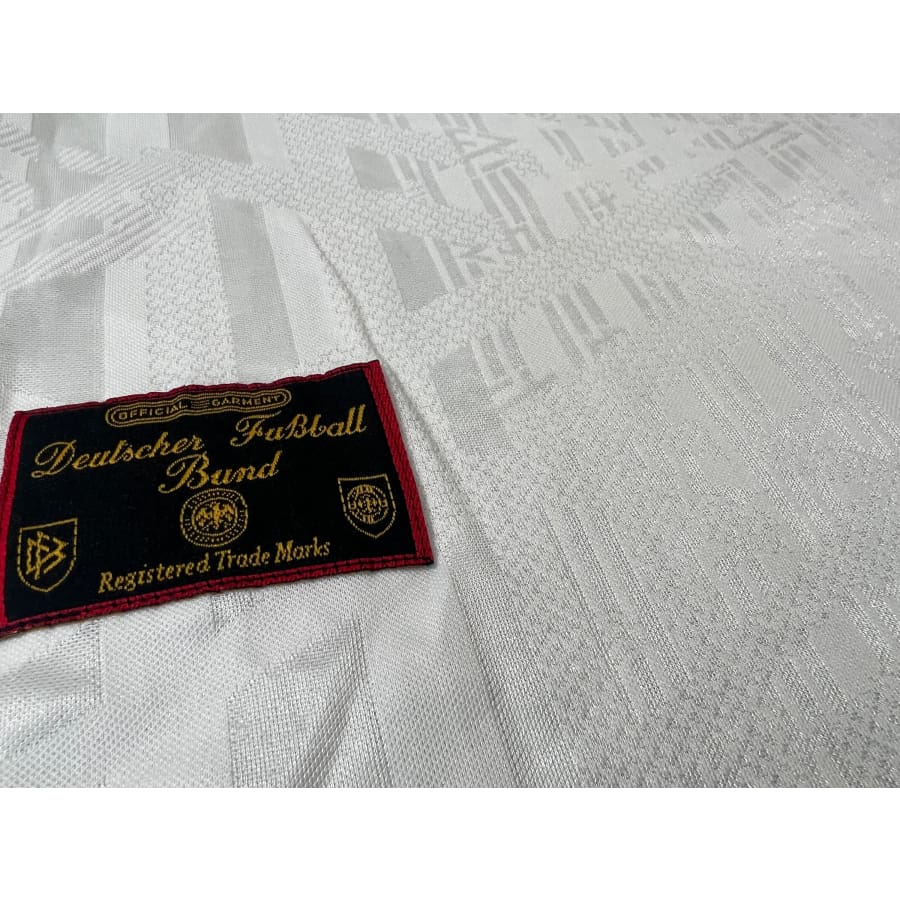 OFFICIAL GARMENT
Deutscher Fußball
Bund
Registered Trade Marks